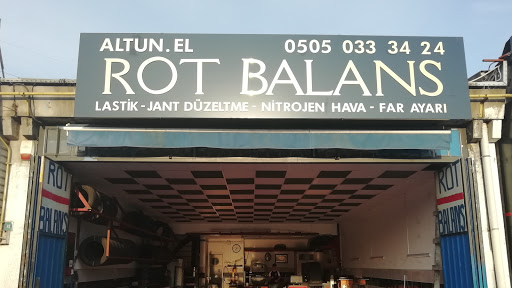 ALTUN.EL 0505 033 34 24
ROT BALANS
LASTİK - JANT DÜZELTME - NİTROJEN HAVA - FAR AYARI
ROT
BALANS
ROT
BALANS